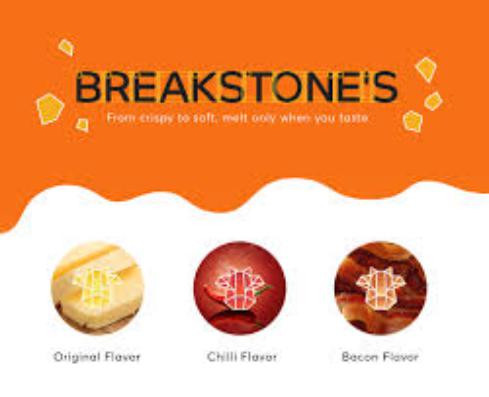 BREAKSTONE'S
From crispy to soft, melt only when you taste
Original Flavor
Chilli Flavor
Bacon Flavor